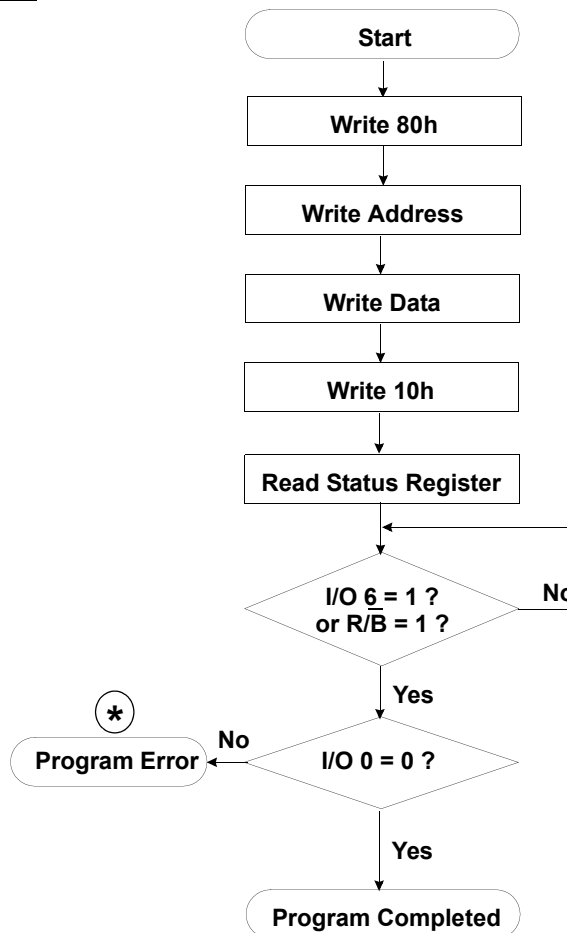 Start
Write 80h
Write Address
Write Data
Write 10h
Read Status Register
I/O 6 = 1 ?
or R/B̅ = 1 ?
No
Yes
*
Program Error
No
I/O 0 = 0 ?
Yes
Program Completed